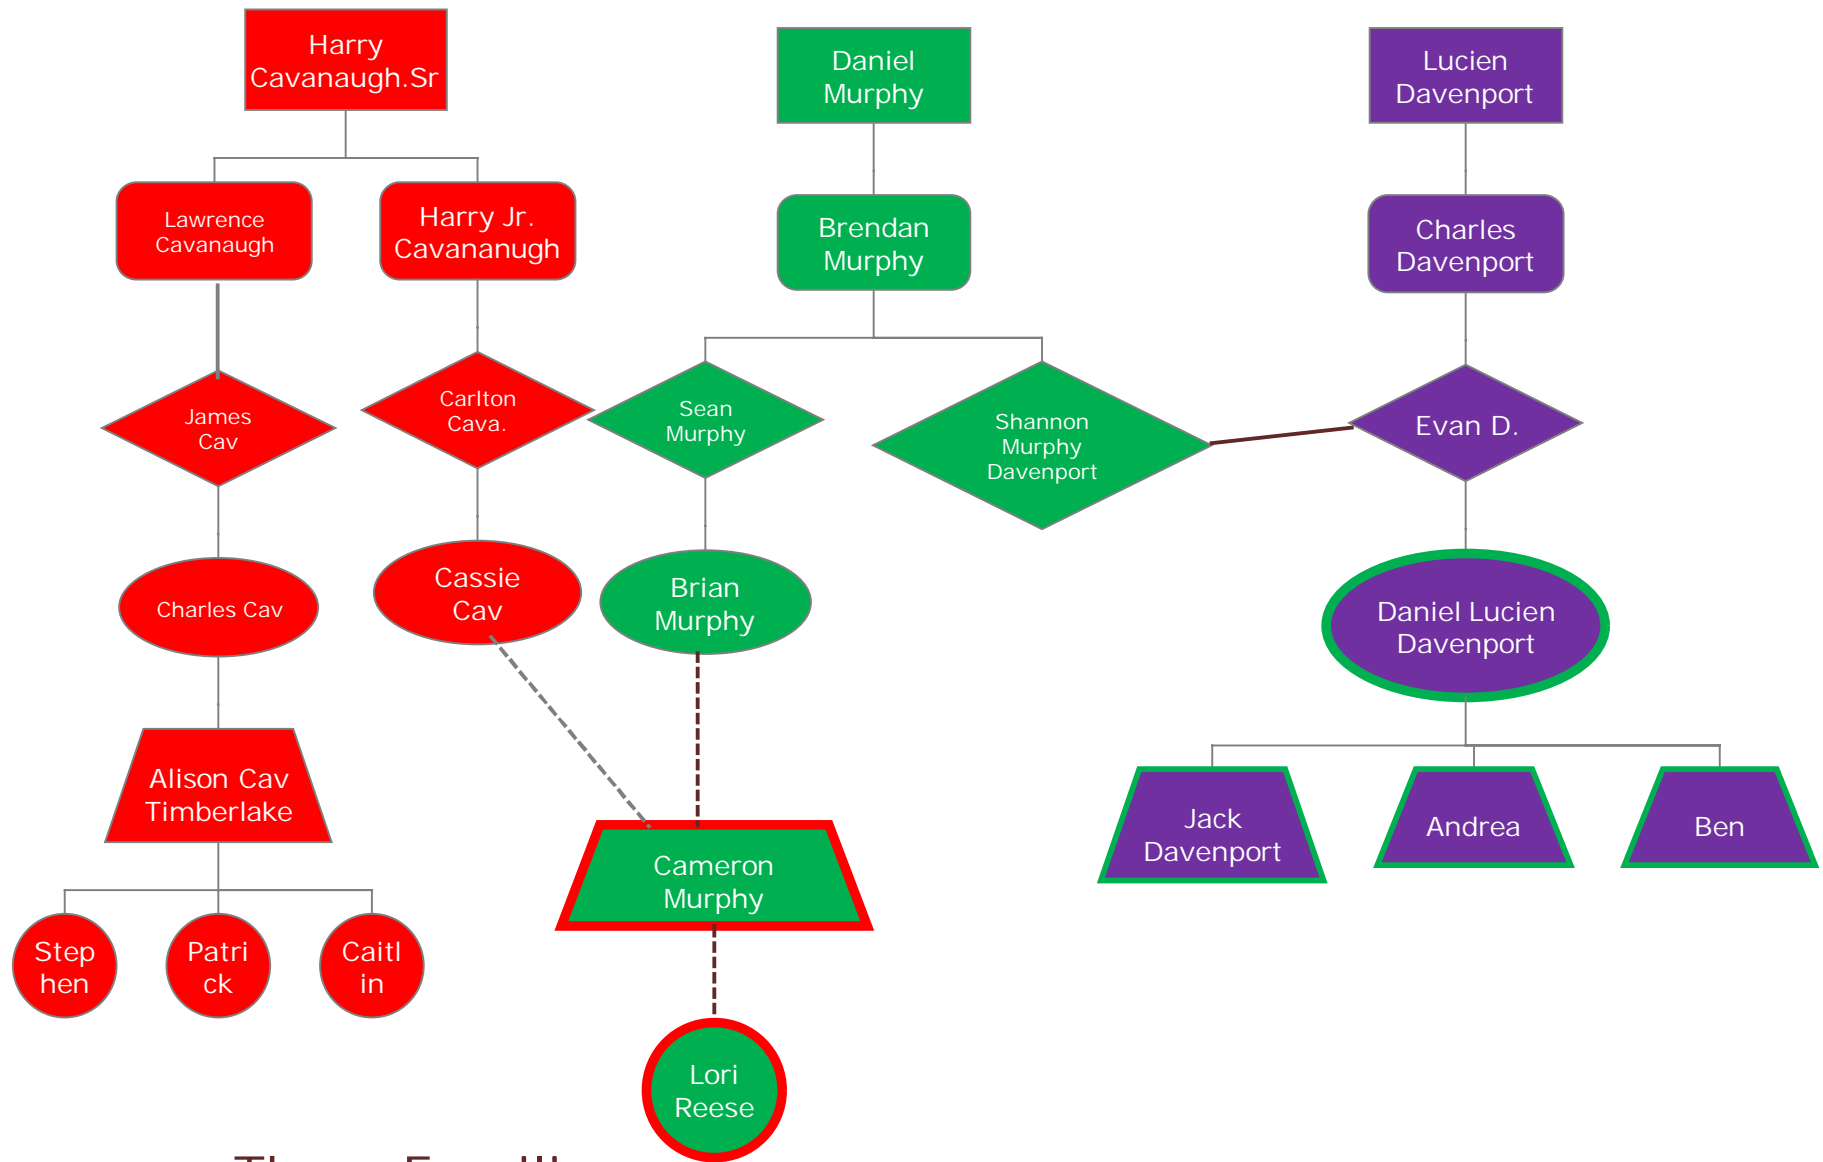 Harry
Cavanaugh.Sr
Daniel
Murphy
Lucien
Davenport
Lawrence
Cavanaugh
Harry Jr.
Cavananugh
Brendan
Murphy
Charles
Davenport
James
Cav
Carlton
Cava.
Sean
Murphy
Shannon
Murphy
Davenport
Evan D.
Charles Cav
Cassie
Cav
Brian
Murphy
Daniel Lucien
Davenport
Alison Cav
Timberlake
Cameron
Murphy
Jack
Davenport
Andrea
Ben
Step
hen
Patri
ck
Caitl
in
Lori
Reese